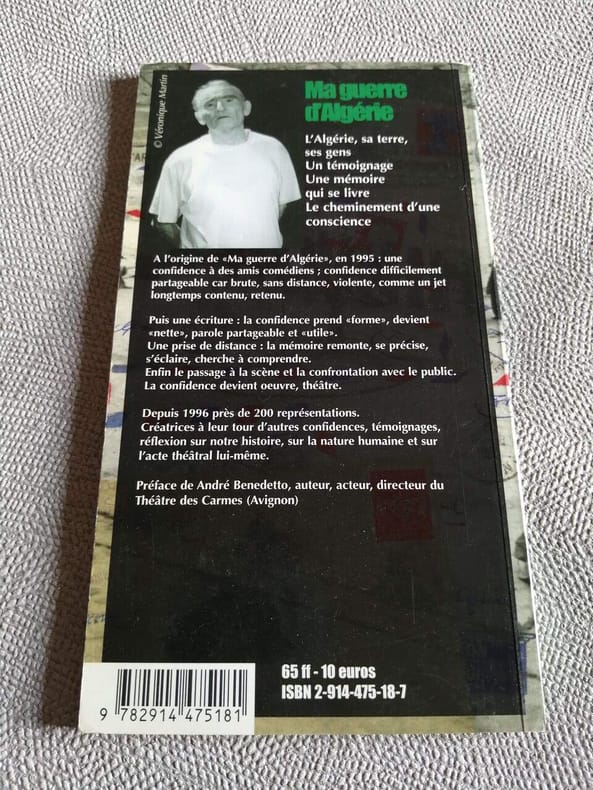 © Véronique Martin
Ma guerre
d'Algérie
L'Algérie, sa terre,
ses gens
Un témoignage
Une mémoire
qui se livre
Le cheminement d'une
conscience
A l'origine de «Ma guerre d'Algérie», en 1995 : une
confidence à des amis comédiens ; confidence difficilement
partageable car brute, sans distance, violente, comme un jet
longtemps contenu, retenu.
Puis une écriture : la confidence prend «forme», devient
«nette», parole partageable et «utile».
Une prise de distance : la mémoire remonte, se précise,
s'éclaire, cherche à comprendre.
Enfin le passage à la scène et la confrontation avec le public.
La confidence devient oeuvre, théâtre.
Depuis 1996 près de 200 représentations.
Créatrices à leur tour d'autres confidences, témoignages,
réflexion sur notre histoire, sur la nature humaine et sur
l'acte théâtral lui-même.
Préface de André Benedetto, auteur, acteur, directeur du
Théâtre des Carmes (Avignon)
65 ff - 10 euros
ISBN 2-914-475-18-7
9 782914 475181